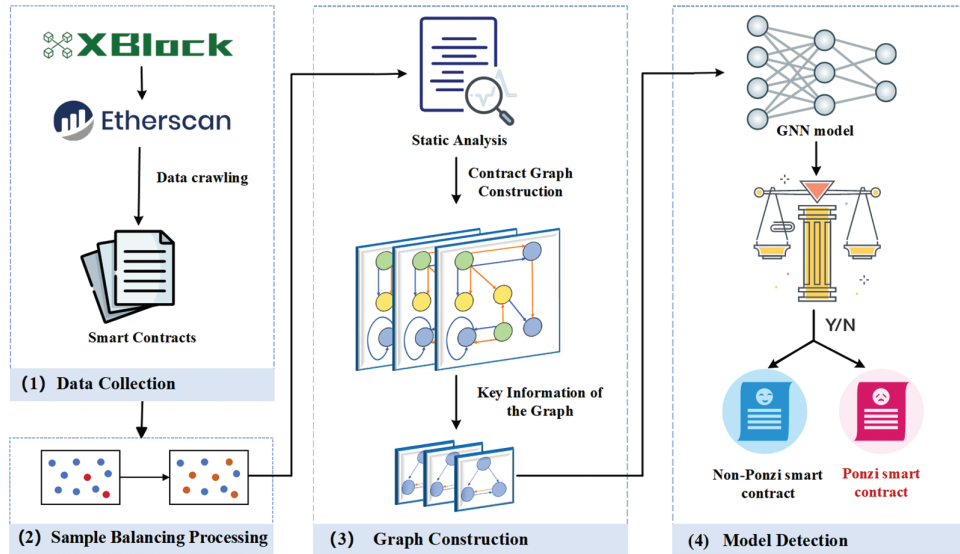 XBlock
Etherscan
Data crawling
Smart Contracts
(1) Data Collection
(2) Sample Balancing Processing
Static Analysis
Contract Graph
Construction
Key Information of
the Graph
(3) Graph Construction
GNN model
Y/N
Non-Ponzi smart
contract
Ponzi smart
contract
(4) Model Detection